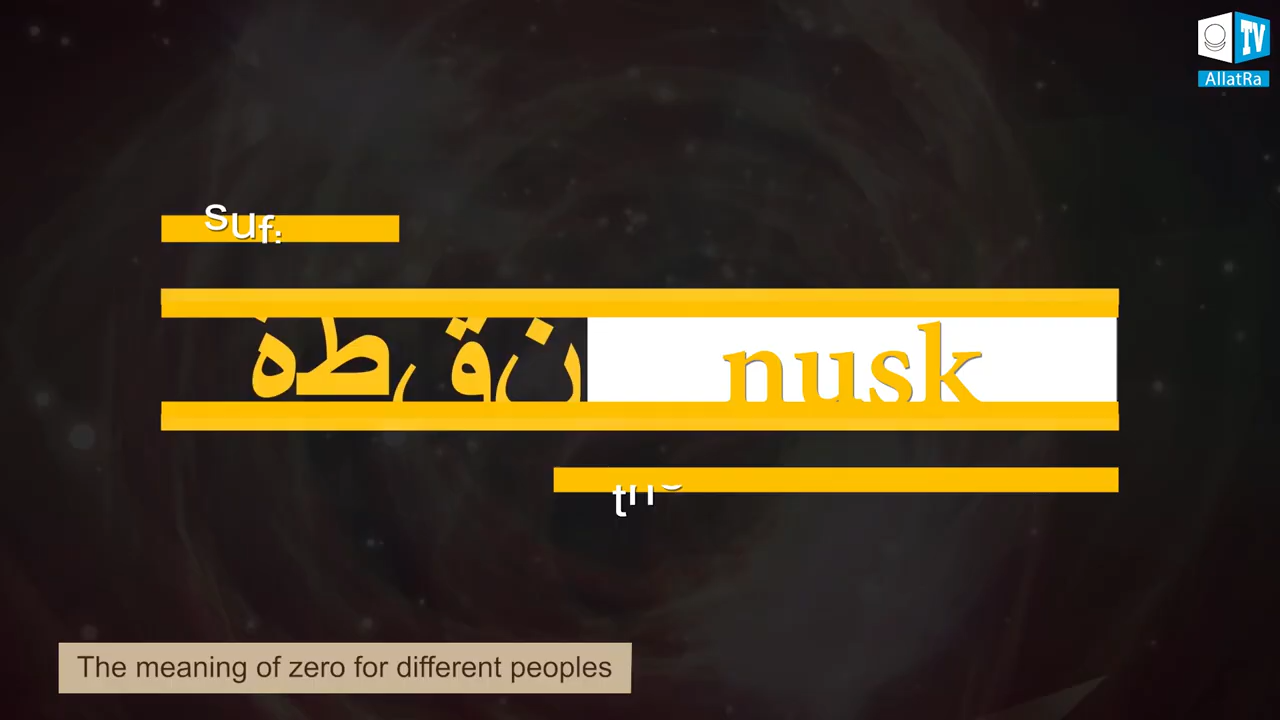 TV
AllatRa
Suf
نقطة nusk
The meaning of zero for different peoples